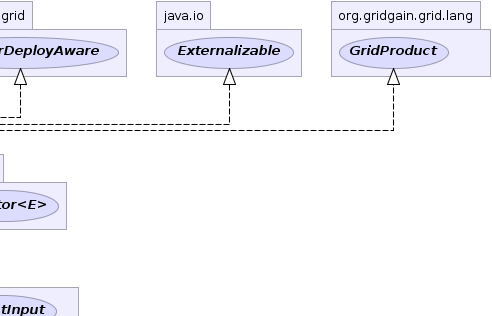 grid
java.io
org.gridgain.grid.lang
rDeployAware
Externalizable
GridProduct
tor<E>
tInput